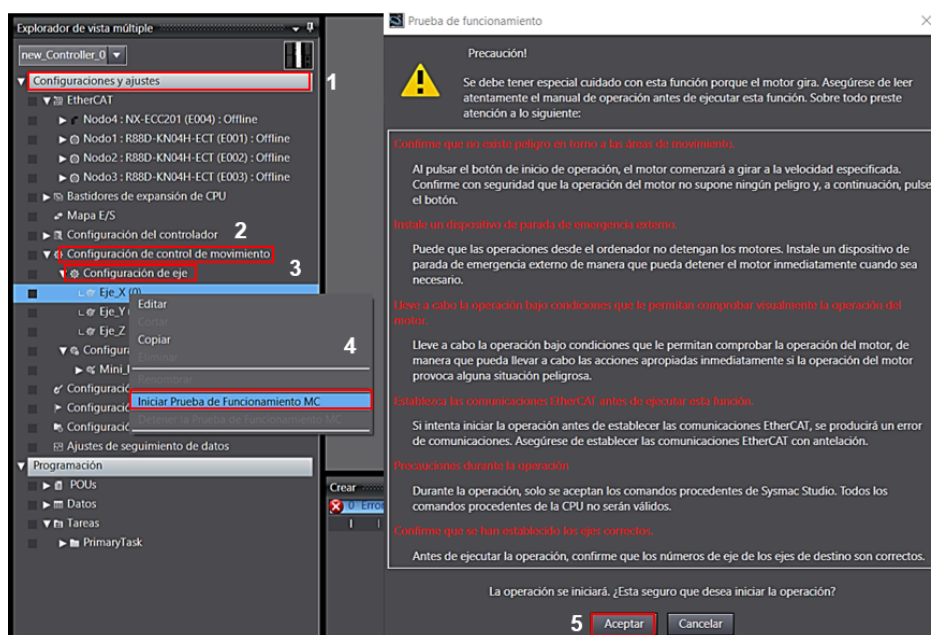 Explorador de vista múltiple
new_Controller_0
Configuraciones y ajustes
1
EtherCAT
Nodo4 : NX-ECC201 (E004) : Offline
Nodo1 : R88D-KN04H-ECT (E001) : Offline
Nodo2 : R88D-KN04H-ECT (E002) : Offline
Nodo3 : R88D-KN04H-ECT (E003) : Offline
Bastidores de expansión de CPU
Mapa E/S
Configuración del controlador
2
Configuración de control de movimiento
Configuración de eje
3
Eje_X (0)
Eje_Y
Eje_Z
Configura
Mini_
Configuració
Configuració
Configuració
Ajustes de seguimiento de datos
Editar
Cortar
Copiar
4
Eliminar
Renombrar
Iniciar Prueba de Funcionamiento MC
Detener la Prueba de Funcionamiento MC
Programación
POUs
Datos
Tareas
PrimaryTask
Crear
0 Error
Prueba de funcionamiento
Precaución!
Se debe tener especial cuidado con esta función porque el motor gira. Asegúrese de leer
atentamente el manual de operación antes de ejecutar esta función. Sobre todo preste
atención a lo siguiente:
Confirme que no existe peligro en torno a las áreas de movimiento.
Al pulsar el botón de inicio de operación, el motor comenzará a girar a la velocidad especificada.
Confirme con seguridad que la operación del motor no supone ningún peligro y, a continuación, pulse
el botón.
Instale un dispositivo de parada de emergencia externo.
Puede que las operaciones desde el ordenador no detengan los motores. Instale un dispositivo de
parada de emergencia externo de manera que pueda detener el motor inmediatamente cuando sea
necesario.
Lleve a cabo la operación bajo condiciones que le permitan comprobar visualmente la operación del
motor.
Lleve a cabo la operación bajo condiciones que le permitan comprobar la operación del motor, de
manera que pueda llevar a cabo las acciones apropiadas inmediatamente si la operación del motor
provoca alguna situación peligrosa.
Establezca las comunicaciones EtherCAT antes de ejecutar esta función.
Si intenta iniciar la operación antes de establecer las comunicaciones EtherCAT, se producirá un error
de comunicaciones. Asegúrese de establecer las comunicaciones EtherCAT con antelación.
Precauciones durante la operación
Durante la operación, solo se aceptan los comandos procedentes de Sysmac Studio. Todos los
comandos procedentes de la CPU no serán válidos.
Confirme que se han establecido los ejes correctos.
Antes de ejecutar la operación, confirme que los números de eje de los ejes de destino son correctos.
La operación se iniciará. ¿Esta seguro que desea iniciar la operación?
5
Aceptar
Cancelar